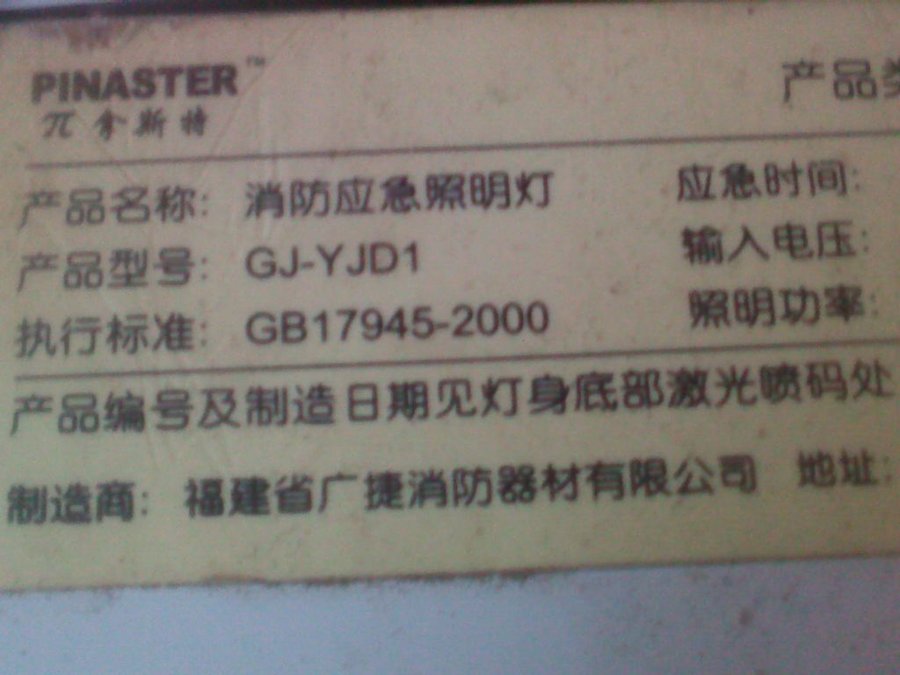 PINASTER™ 产品类
π拿斯特
产品名称: 消防应急照明灯 应急时间:
产品型号: GJ-YJD1 输入电压:
执行标准: GB17945-2000 照明功率:
产品编号及制造日期见灯身底部激光喷码处
制造商: 福建省广捷消防器材有限公司 地址: